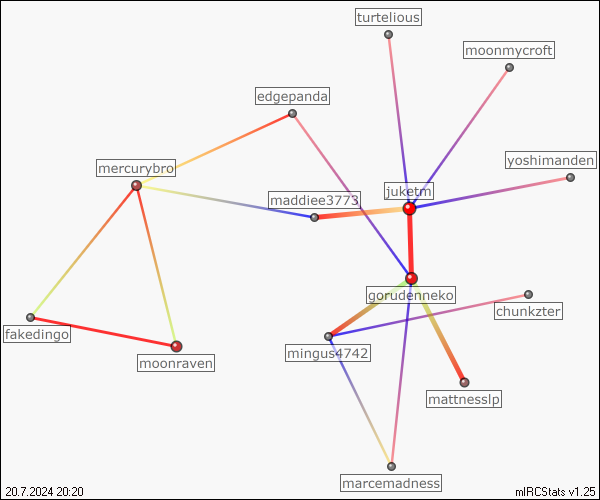 turtelious
moonmycroft
edgepanda
yoshimanden
mercurybro
juketm
maddiee3773
gorudenneko
chunkzter
fakedingo
mingus4742
moonraven
mattnesslp
marcemadness
20.7.2024 20:20
mIRCStats v1.25